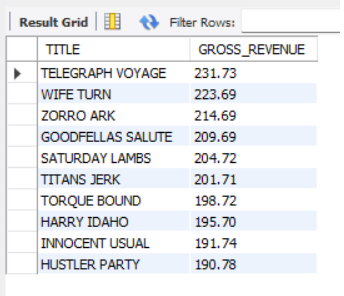 Result Grid Filter Rows:
TITLE GROSS_REVENUE
TELEGRAPH VOYAGE 231.73
WIFE TURN 223.69
ZORRO ARK 214.69
GOODFELLAS SALUTE 209.69
SATURDAY LAMBS 204.72
TITANS JERK 201.71
TORQUE BOUND 198.72
HARRY IDAHO 195.70
INNOCENT USUAL 191.74
HUSTLER PARTY 190.78